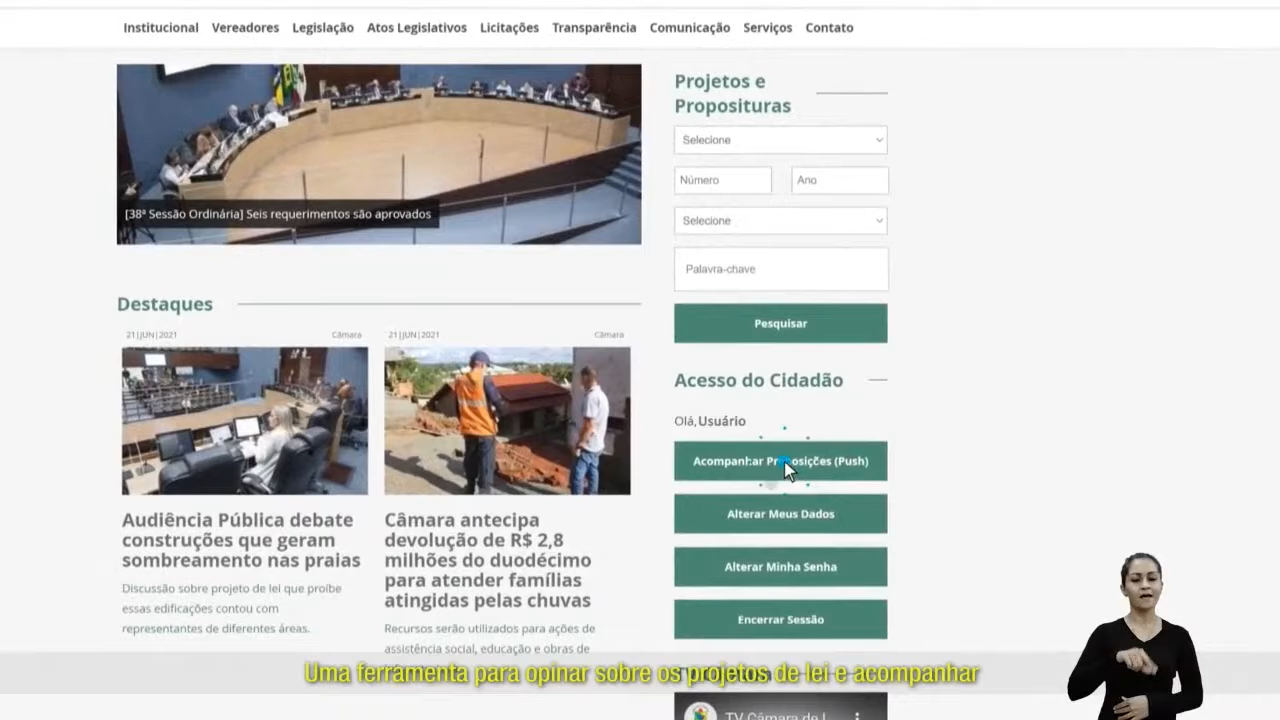 Institucional Vereadores Legislação Atos Legislativos Licitações Transparência Comunicação Serviços Contato
[38ª Sessão Ordinária] Seis requerimentos são aprovados
Destaques
21|JUN|2021 Câmara
Audiência Pública debate
construções que geram
sombreamento nas praias
Discussão sobre projeto de lei que proíbe
essas edificações contou com
representantes de diferentes áreas.
21|JUN|2021 Câmara
Câmara antecipa
devolução de R$ 2,8
milhões do duodécimo
para atender famílias
atingidas pelas chuvas
Recursos serão utilizados para ações de
assistência social, educação e obras de
Projetos e
Proposituras
Selecione
Número Ano
Selecione
Palavra-chave
Pesquisar
Acesso do Cidadão
Olá, Usuário
Acompanhar Proposições (Push)
Alterar Meus Dados
Alterar Minha Senha
Encerrar Sessão
TV Câmara de I
Uma ferramenta para opinar sobre os projetos de lei e acompanhar